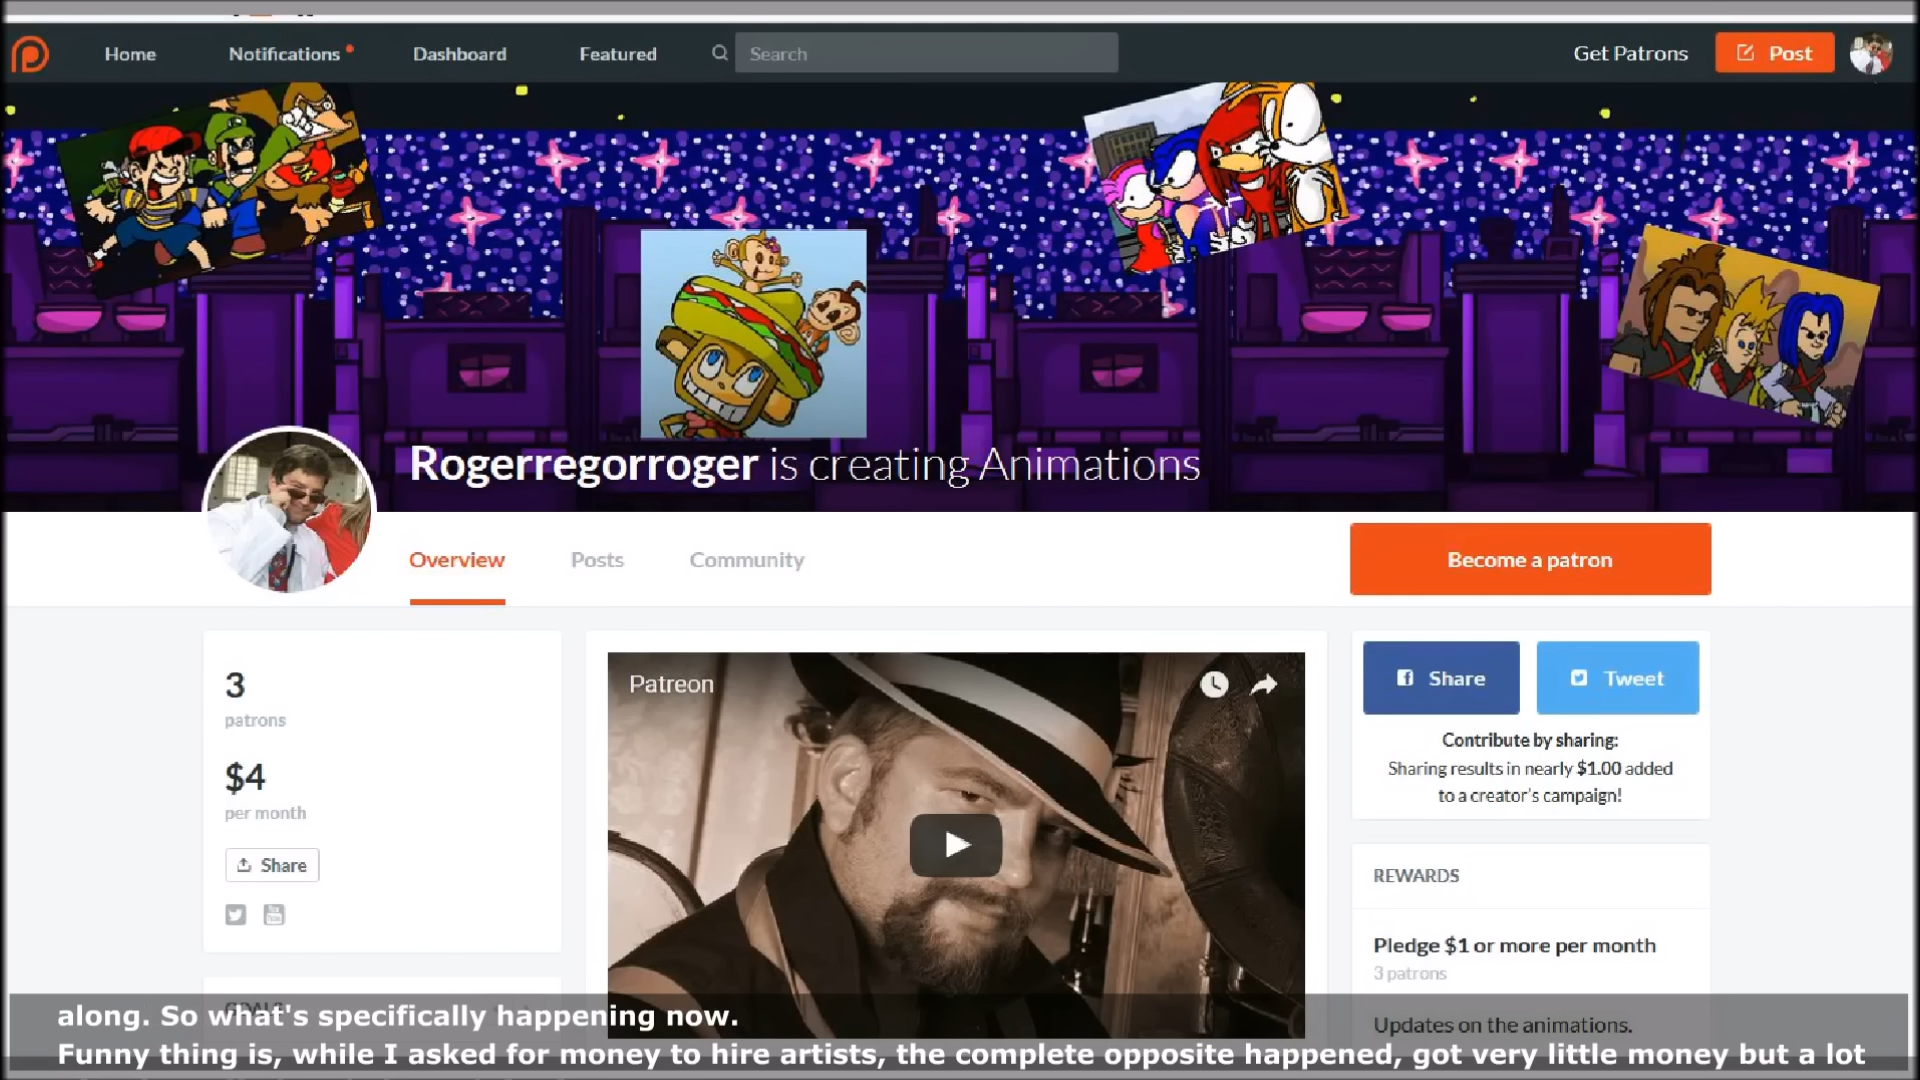 Home
Notifications
Dashboard
Featured
Search
Get Patrons
Post
Rogerregorroger is creating Animations
Overview
Posts
Community
Become a patron
3
patrons
$4
per month
Share
Patreon
Share
Tweet
Contribute by sharing:
Sharing results in nearly $1.00 added
to a creator's campaign!
REWARDS
Pledge $1 or more per month
3 patrons
Updates on the animations.
GOALS
along. So what's specifically happening now.
Funny thing is, while I asked for money to hire artists, the complete opposite happened, got very little money but a lot